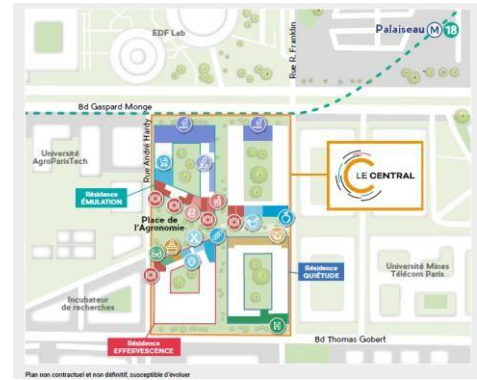 EDF Lab
Rue R. Franklin
Palaiseau M 18
Bd Gaspard Monge
Université
AgroParisTech
Rue André Hardy
LE CENTRAL
Résidence
ÉMULATION
Place de
l'Agronomie
Résidence
QUIÉTUDE
Université Mines
Télécom Paris
Incubateur
de recherches
Résidence
EFFERVESCENCE
Bd Thomas Gobert
Plan non contractuel et non définitif, susceptible d'évoluer